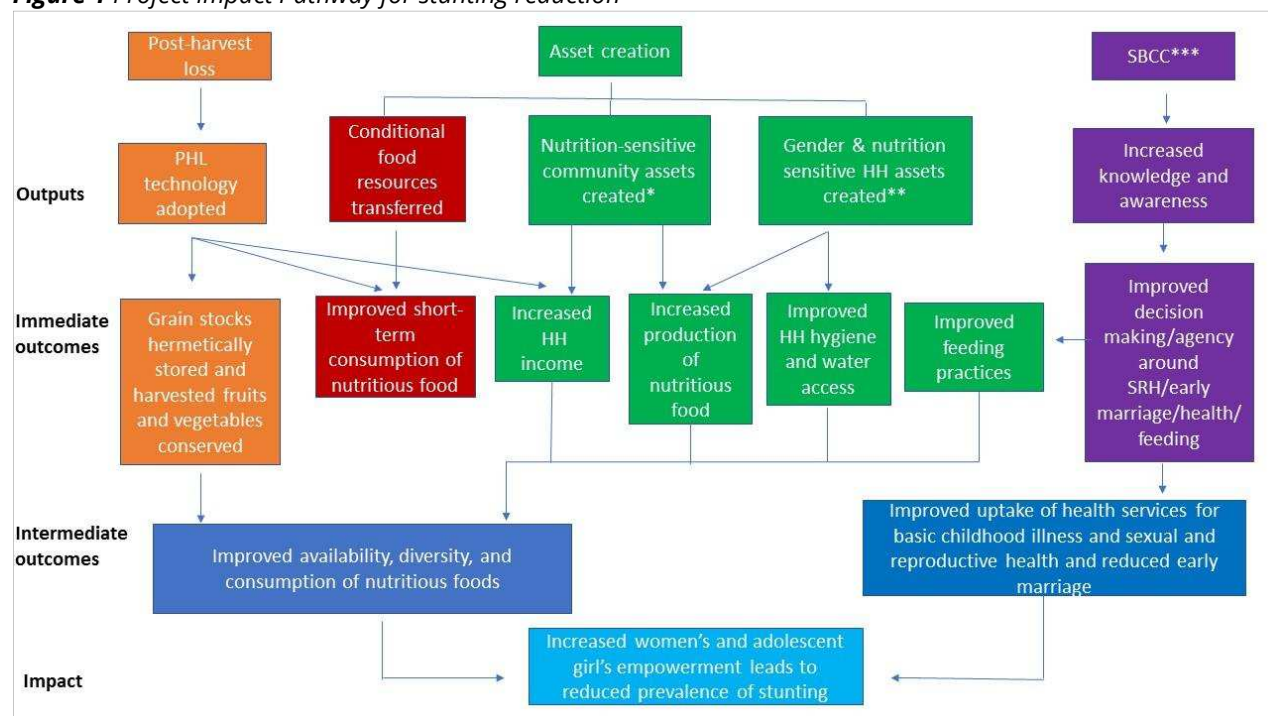 Figure 1 Project Impact Pathway for stunting reduction
Post-harvest
loss
Asset creation
SBCC***
Outputs
PHL
technology
adopted
Conditional
food
resources
transferred
Nutrition-sensitive
community assets
created*
Gender & nutrition
sensitive HH assets
created**
Increased
knowledge and
awareness
Immediate
outcomes
Grain stocks
hermetically
stored and
harvested fruits
and vegetables
conserved
Improved short-
term
consumption of
nutritious food
Increased
HH
income
Increased
production
of
nutritious
food
Improved
HH hygiene
and water
access
Improved
feeding
practices
Improved
decision
making/agency
around
SRH/early
marriage/health/
feeding
Intermediate
outcomes
Improved availability, diversity, and
consumption of nutritious foods
Improved uptake of health services for
basic childhood illness and sexual and
reproductive health and reduced early
marriage
Impact
Increased women's and adolescent
girl's empowerment leads to
reduced prevalence of stunting